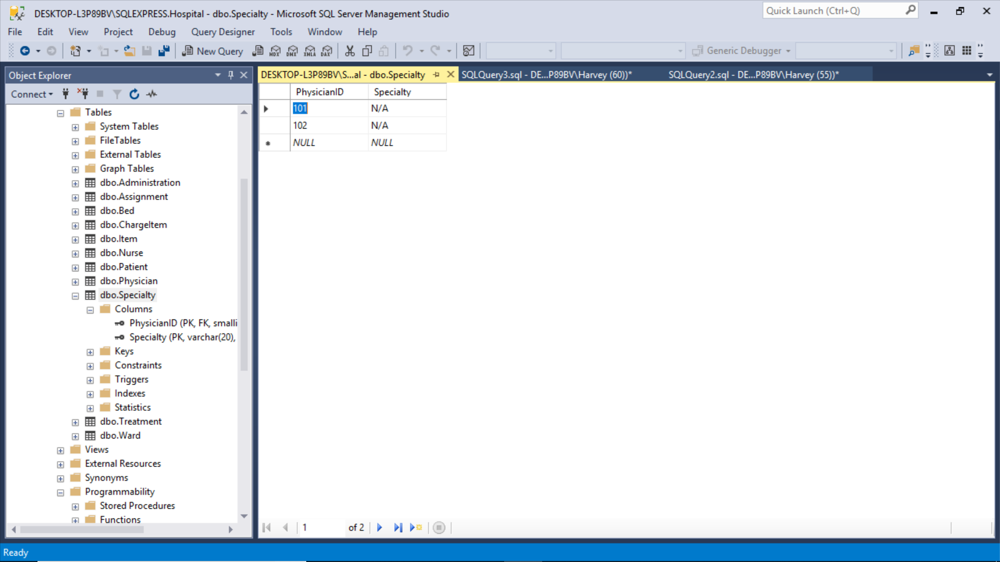 DESKTOP-L3P89BV\SQLEXPRESS.Hospital - dbo.Specialty - Microsoft SQL Server Management Studio
Quick Launch (Ctrl+Q)
File Edit View Project Debug Query Designer Tools Window Help
New Query MDX DMX XMLA DAX Generic Debugger
Object Explorer
DESKTOP-L3P89BV\S...al - dbo.Specialty SQLQuery3.sql - DE...P89BV\Harvey (60))* SQLQuery2.sql - DE...P89BV\Harvey (55))*
Connect
PhysicianID Specialty
101 N/A
102 N/A
NULL NULL
Tables
System Tables
FileTables
External Tables
Graph Tables
dbo.Administration
dbo.Assignment
dbo.Bed
dbo.ChargeItem
dbo.Item
dbo.Nurse
dbo.Patient
dbo.Physician
dbo.Specialty
Columns
PhysicianID (PK, FK, smalli
Specialty (PK, varchar(20),
Keys
Constraints
Triggers
Indexes
Statistics
dbo.Treatment
dbo.Ward
Views
External Resources
Synonyms
Programmability
Stored Procedures
Functions
1 of 2
Ready